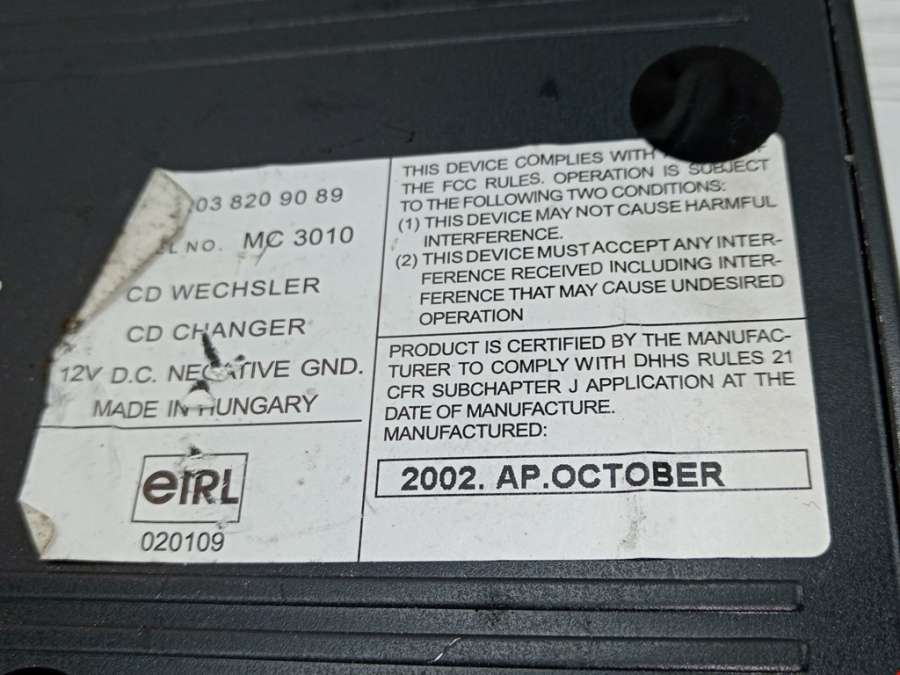 03 820 90 89
NO. MC 3010
CD WECHSLER
CD CHANGER
12V D.C. NEGATIVE GND.
MADE IN HUNGARY
eTRL
020109
THIS DEVICE COMPLIES WITH
THE FCC RULES. OPERATION IS SUBJECT
TO THE FOLLOWING TWO CONDITIONS:
(1) THIS DEVICE MAY NOT CAUSE HARMFUL
INTERFERENCE.
(2) THIS DEVICE MUST ACCEPT ANY INTER-
FERENCE RECEIVED INCLUDING INTER-
FERENCE THAT MAY CAUSE UNDESIRED
OPERATION
PRODUCT IS CERTIFIED BY THE MANUFAC-
TURER TO COMPLY WITH DHHS RULES 21
CFR SUBCHAPTER J APPLICATION AT THE
DATE OF MANUFACTURE.
MANUFACTURED:
2002. AP.OCTOBER